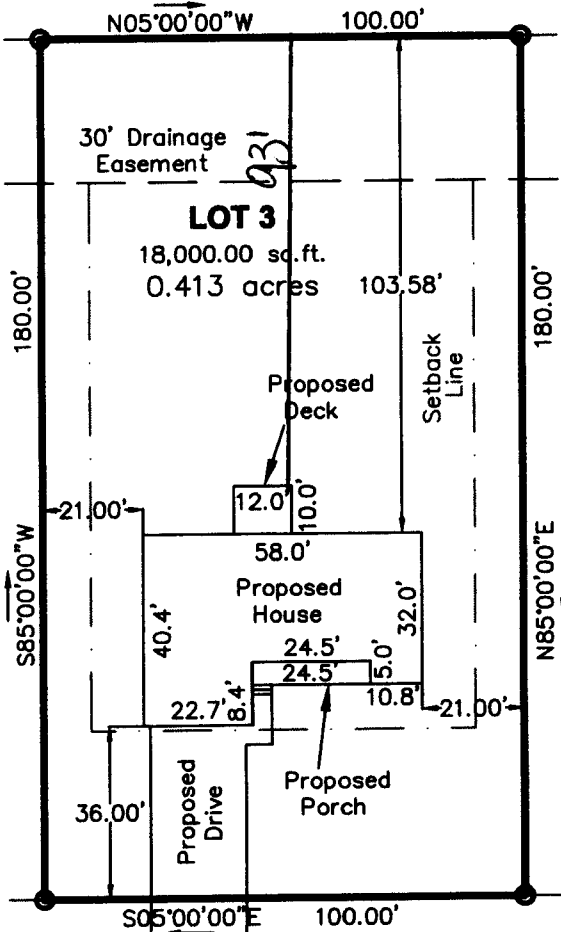 N05°00'00"W 100.00'
30' Drainage
Easement
93'
LOT 3
18,000.00 sq.ft.
0.413 acres
103.58'
180.00'
180.00'
Setback
Line
Proposed
Deck
12.0'
10.0'
21.00'
58.0'
S85°00'00"W
N85°00'00"E
Proposed
House
40.4'
32.0'
24.5'
24.5'
5.0'
10.8'
22.7'
8.4'
21.00'
36.00'
Proposed
Drive
Proposed
Porch
S05°00'00"E 100.00'